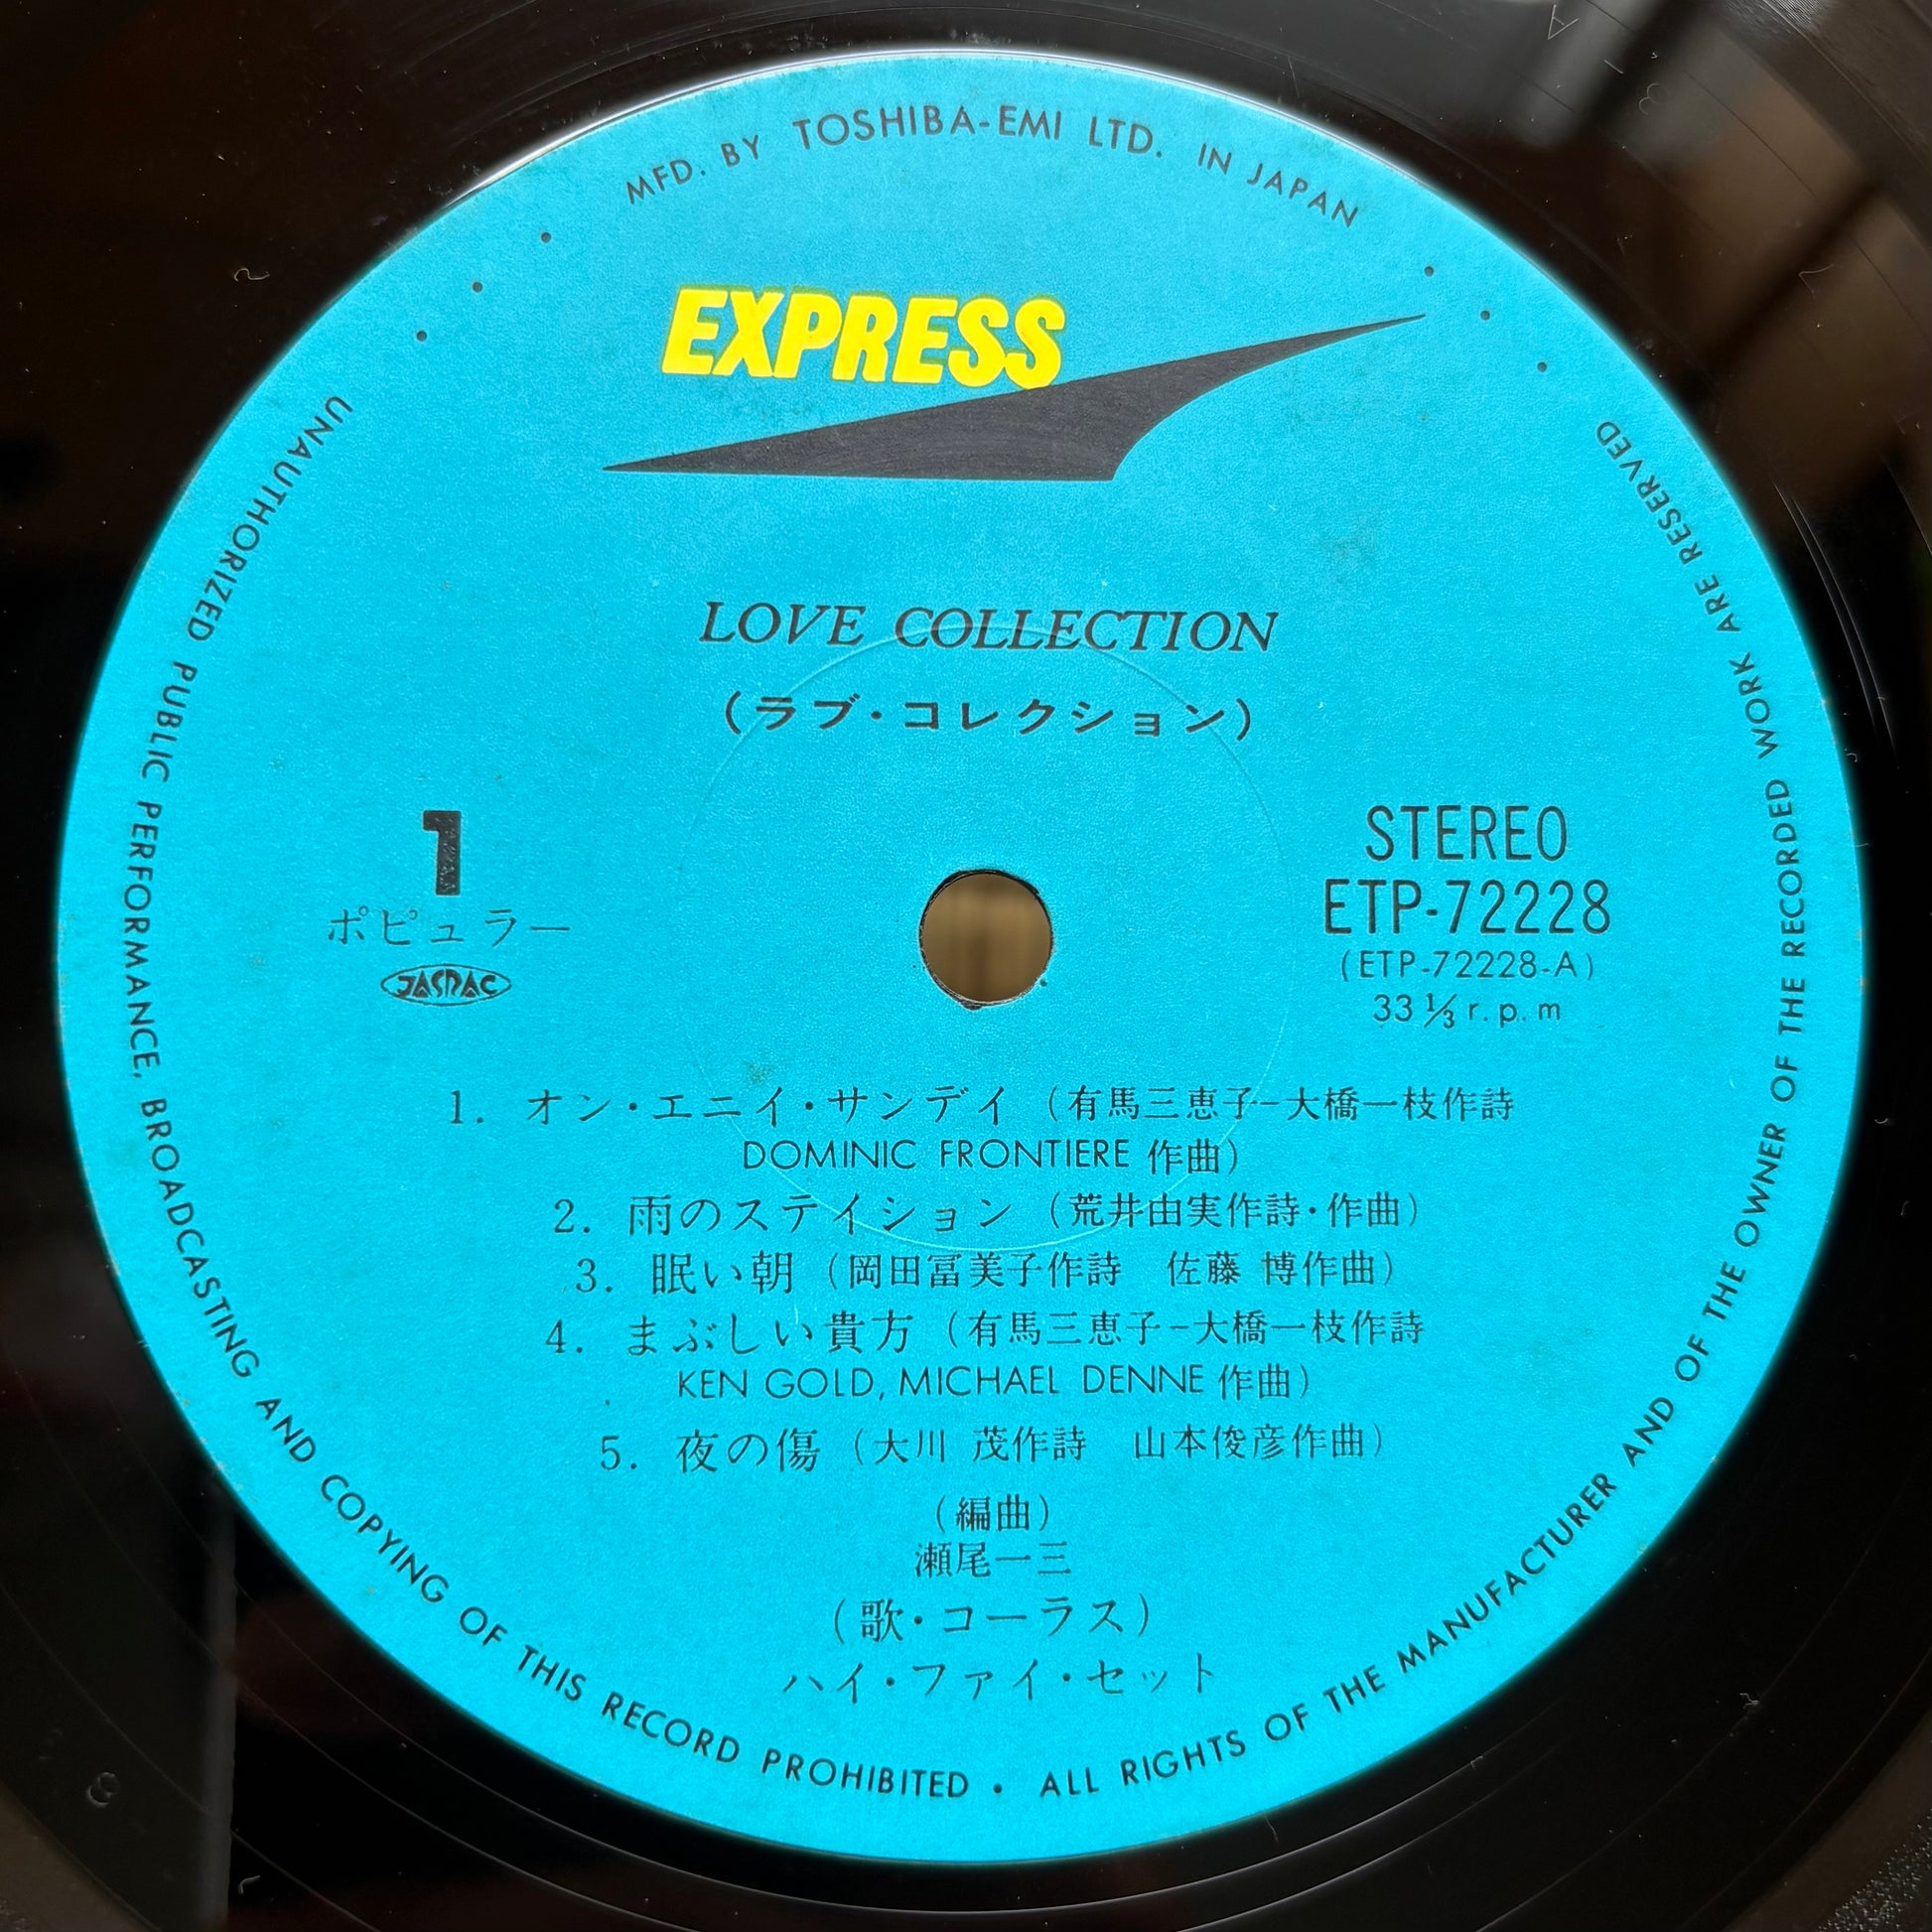 MFD. BY TOSHIBA-EMI LTD. IN JAPAN
EXPRESS
LOVE COLLECTION
(ラブ・コレクション)
1
ポピュラー
JASRAC
STEREO
ETP-72228
(ETP-72228-A)
33 1/3 r.p.m
1. オン・エニイ・サンデイ (有馬三恵子-大橋一枝作詩
DOMINIC FRONTIERE 作曲)
2. 雨のステイション (荒井由実作詩・作曲)
3. 眠い朝 (岡田冨美子作詩 佐藤 博作曲)
4. まぶしい貴方 (有馬三恵子-大橋一枝作詩
KEN GOLD, MICHAEL DENNE 作曲)
5. 夜の傷 (大川 茂作詩 山本俊彦作曲)
(編曲)
瀬尾一三
(歌・コーラス)
ハイ・ファイ・セット
UNAUTHORIZED PUBLIC PERFORMANCE, BROADCASTING AND COPYING OF THIS RECORD PROHIBITED • ALL RIGHTS OF THE MANUFACTURER AND OF THE OWNER OF THE RECORDED WORK ARE RESERVED